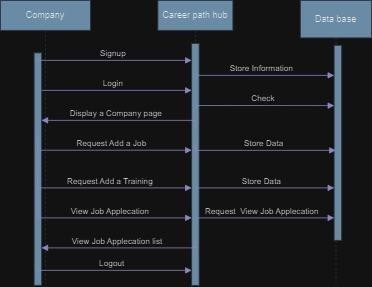 Company
Career path hub
Data base
Signup
Store Information
Login
Check
Display a Company page
Request Add a Job
Store Data
Request Add a Training
Store Data
View Job Applecation
Request View Job Applecation
View Job Applecation list
Logout